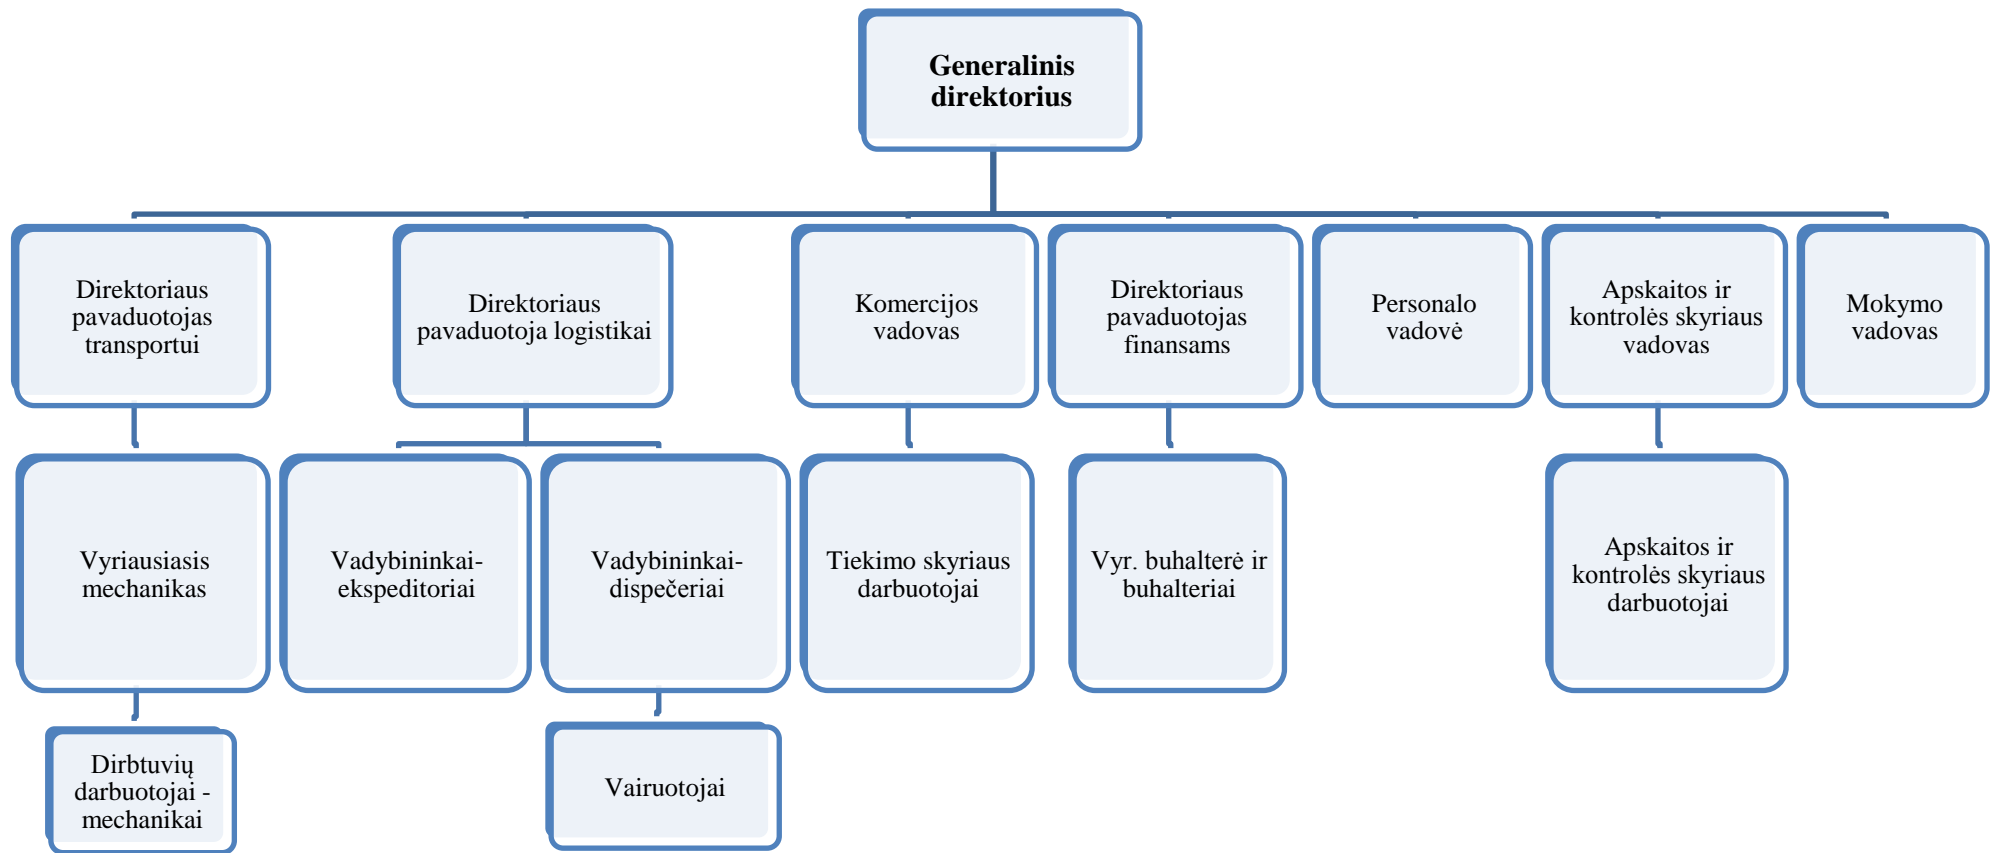 Generalinis
direktorius
Direktoriaus
pavaduotojas
transportui
Direktoriaus
pavaduotoja logistikai
Komercijos
vadovas
Direktoriaus
pavaduotojas
finansams
Personalo
vadovė
Apskaitos ir
kontrolės skyriaus
vadovas
Mokymo
vadovas
Vyriausiasis
mechanikas
Vadybininkai-
ekspeditoriai
Vadybininkai-
dispečeriai
Tiekimo skyriaus
darbuotojai
Vyr. buhalterė ir
buhalteriai
Apskaitos ir
kontrolės skyriaus
darbuotojai
Dirbtuvių
darbuotojai -
mechanikai
Vairuotojai